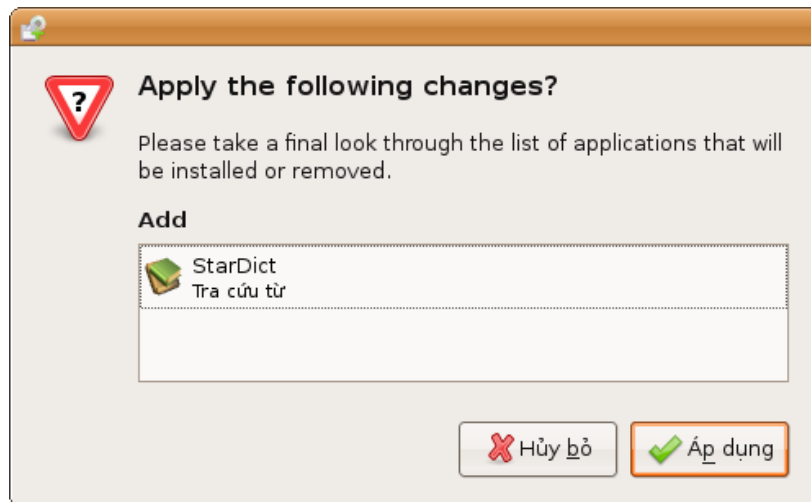 ?
Apply the following changes?
Please take a final look through the list of applications that will
be installed or removed.
Add
StarDict
Tra cứu từ
Hủy bỏ
Áp dụng